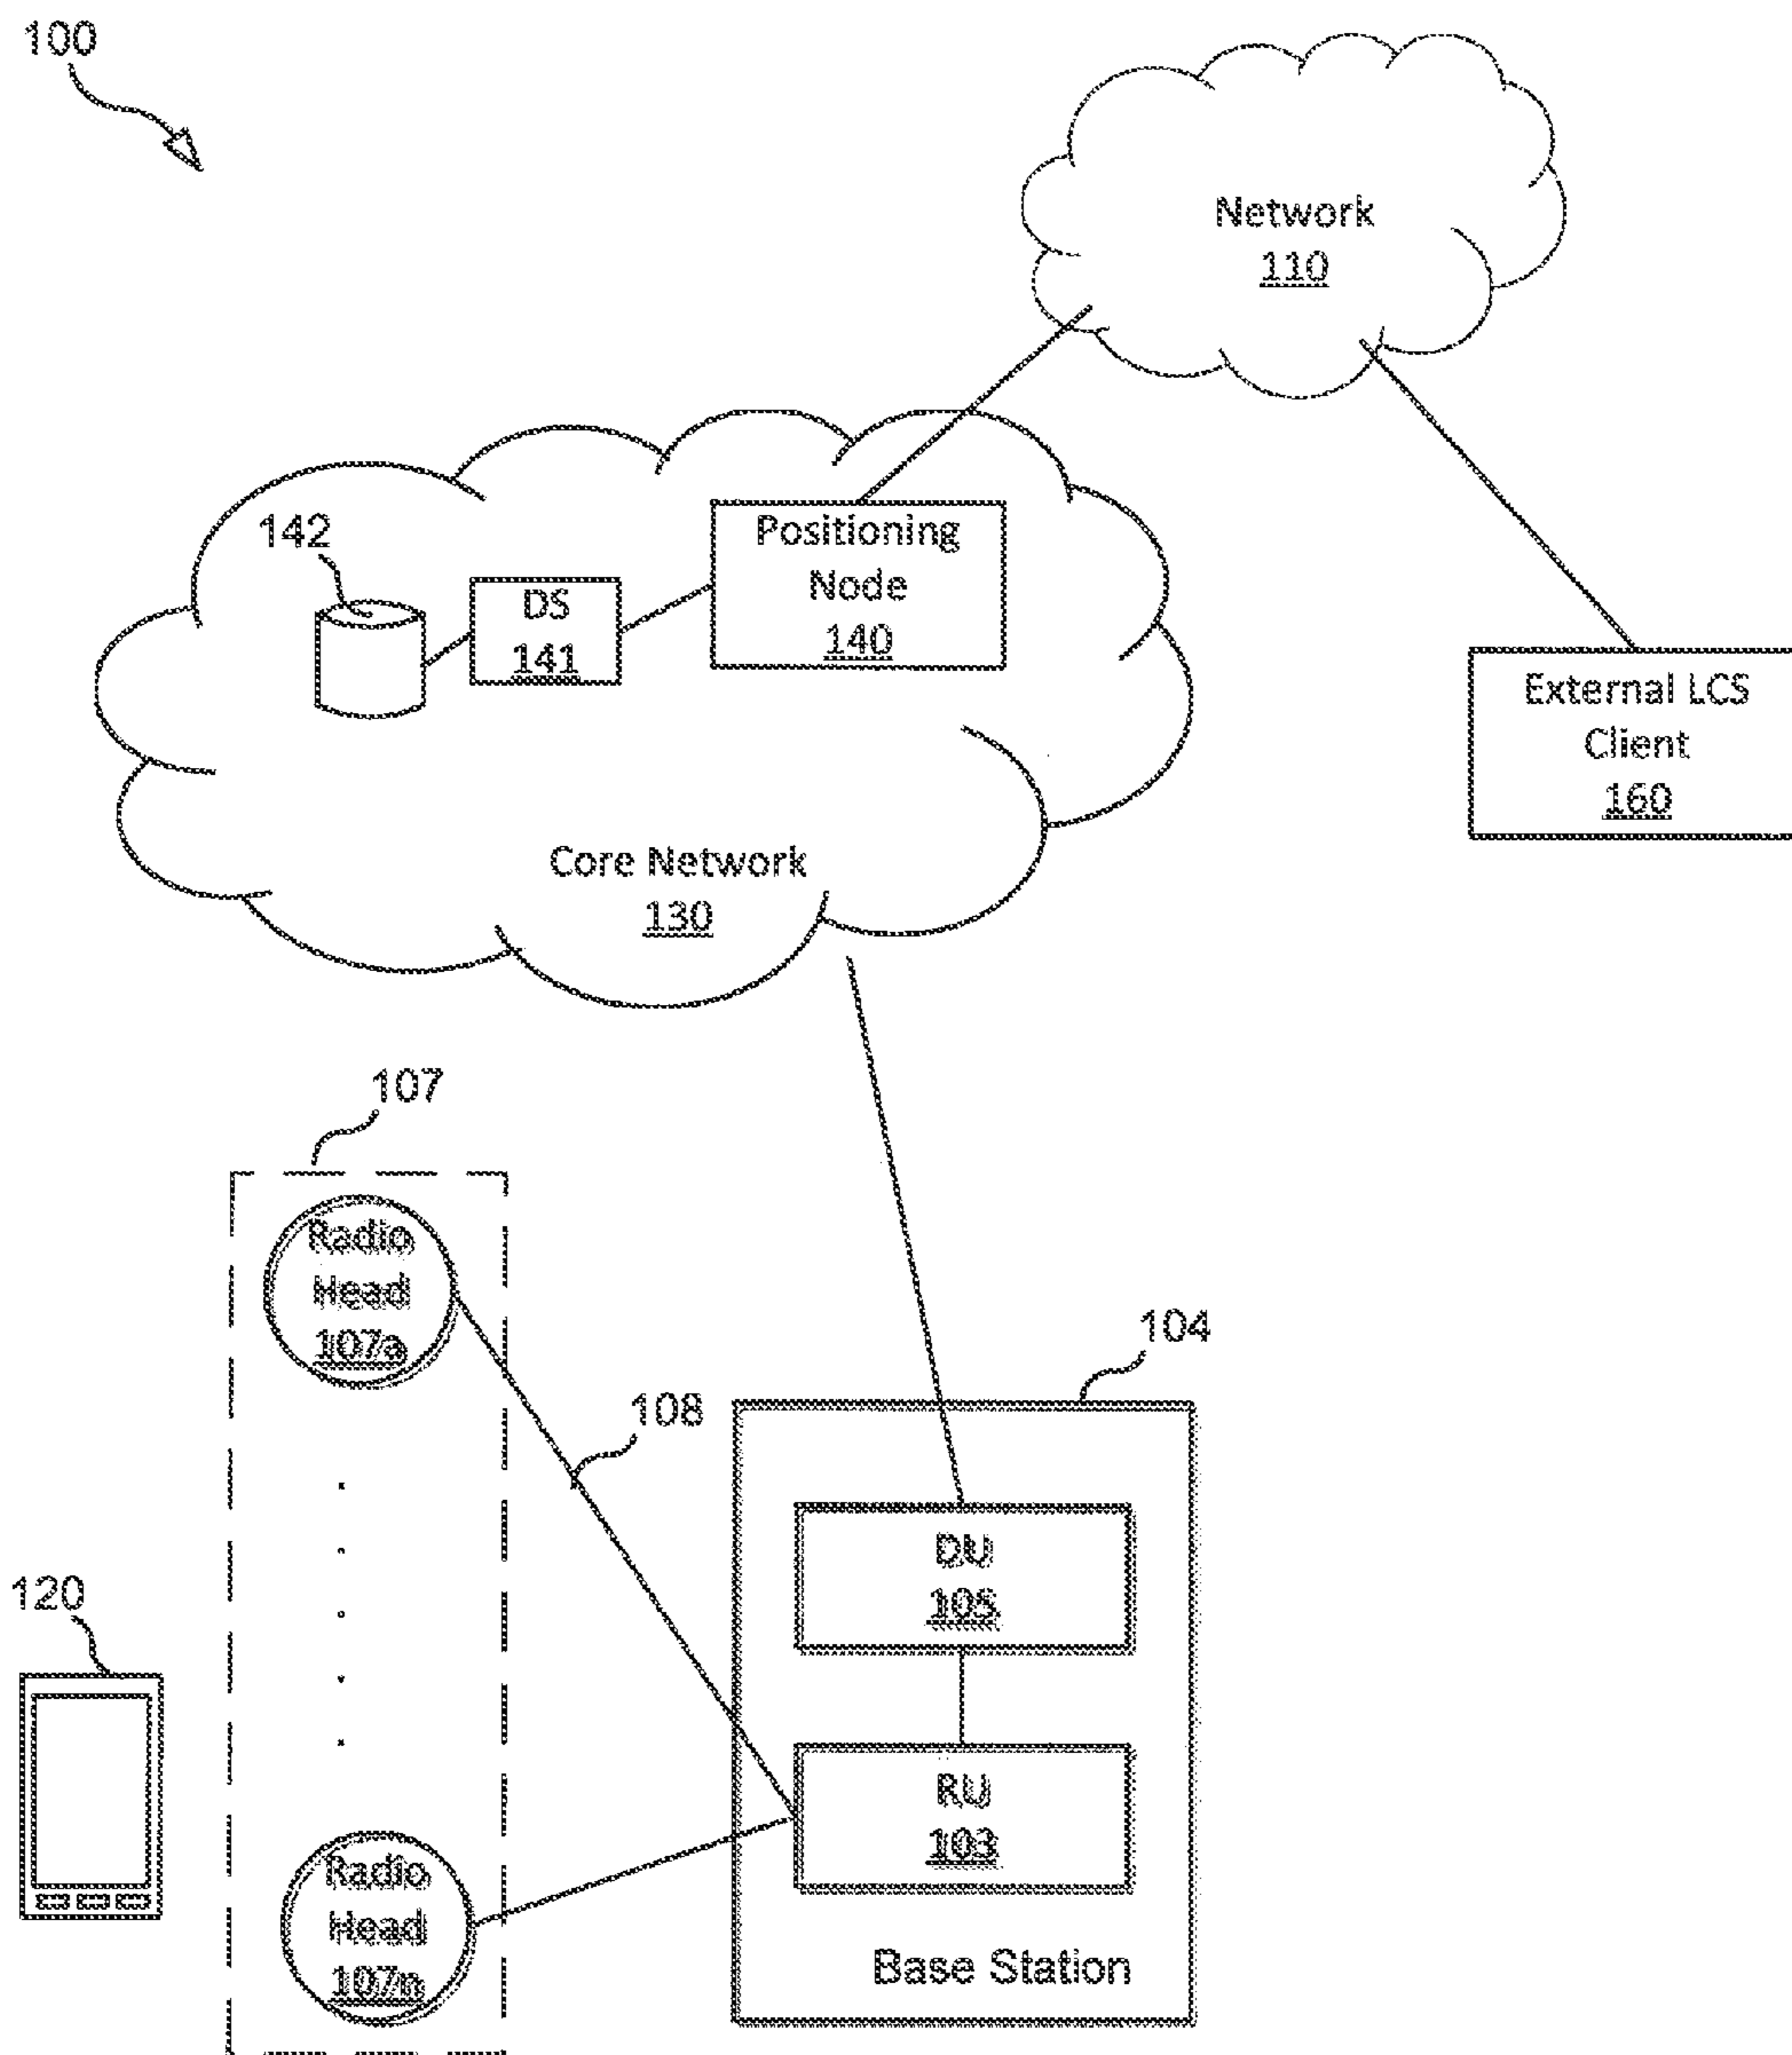 100
Network
110
142
Positioning
Node
140
DS
141
External LCS
Client
160
Core Network
130
107
Radio
Head
107a
104
108
DU
105
120
RU
103
Radio
Head
107n
Base Station